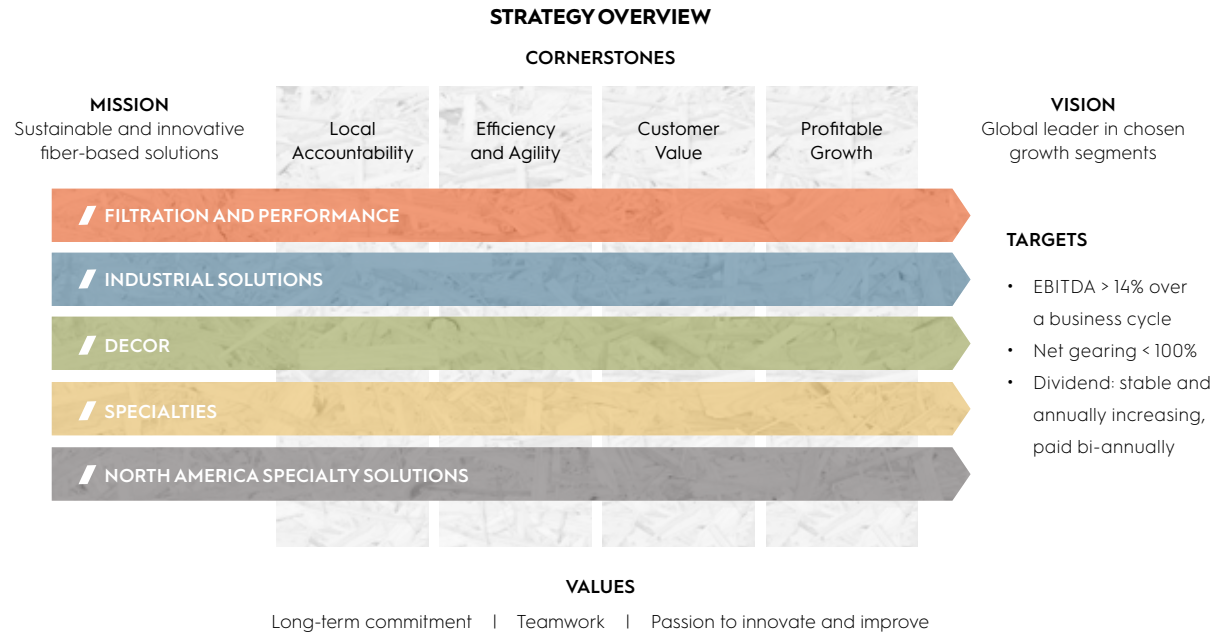 STRATEGY OVERVIEW
CORNERSTONES
MISSION
Sustainable and innovative
fiber-based solutions
Local
Accountability
Efficiency
and Agility
Customer
Value
Profitable
Growth
VISION
Global leader in chosen
growth segments
FILTRATION AND PERFORMANCE
INDUSTRIAL SOLUTIONS
DECOR
SPECIALTIES
NORTH AMERICA SPECIALTY SOLUTIONS
TARGETS
• EBITDA > 14% over
a business cycle
• Net gearing < 100%
• Dividend: stable and
annually increasing,
paid bi-annually
VALUES
Long-term commitment | Teamwork | Passion to innovate and improve